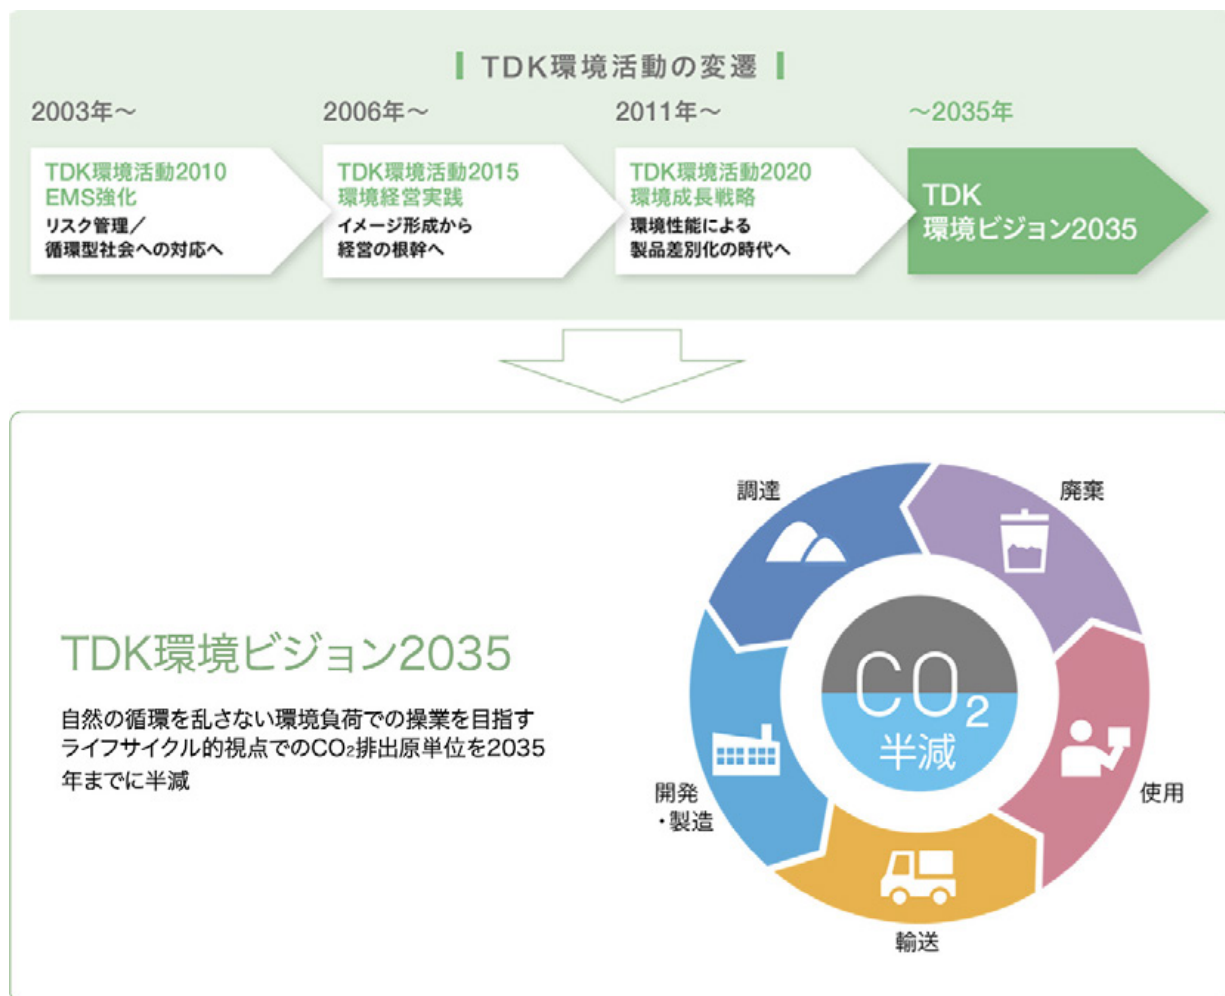 TDK環境活動の変遷
2003年〜
2006年〜
2011年〜
〜2035年
TDK環境活動2010
EMS強化
リスク管理／
循環型社会への対応へ
TDK環境活動2015
環境経営実践
イメージ形成から
経営の根幹へ
TDK環境活動2020
環境成長戦略
環境性能による
製品差別化の時代へ
TDK
環境ビジョン2035
TDK環境ビジョン2035
自然の循環を乱さない環境負荷での操業を目指す
ライフサイクル的視点でのCO₂排出原単位を2035
年までに半減
調達
廃棄
CO₂
半減
開発
・製造
使用
輸送